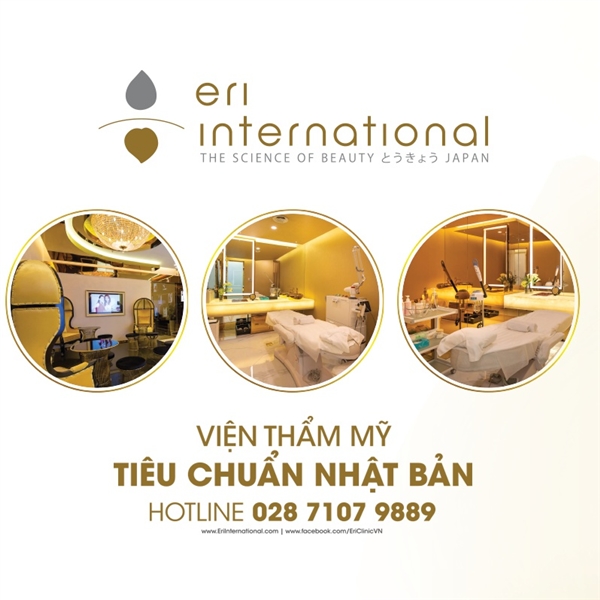 eri
international
THE SCIENCE OF BEAUTY とうきょう JAPAN
VIỆN THẨM MỸ
TIÊU CHUẨN NHẬT BẢN
HOTLINE 028 7107 9889
www.EriInternational.com | www.facebook.com/EriClinicVN